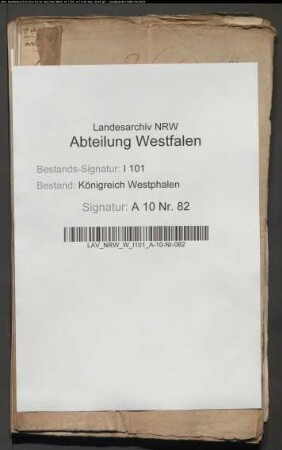 Landesarchiv NRW
Abteilung Westfalen
Bestands-Signatur: I 101
Bestand: Königreich Westphalen
Signatur: A 10 Nr. 82
LAV_NRW_W_I101_A-10-Nr-082